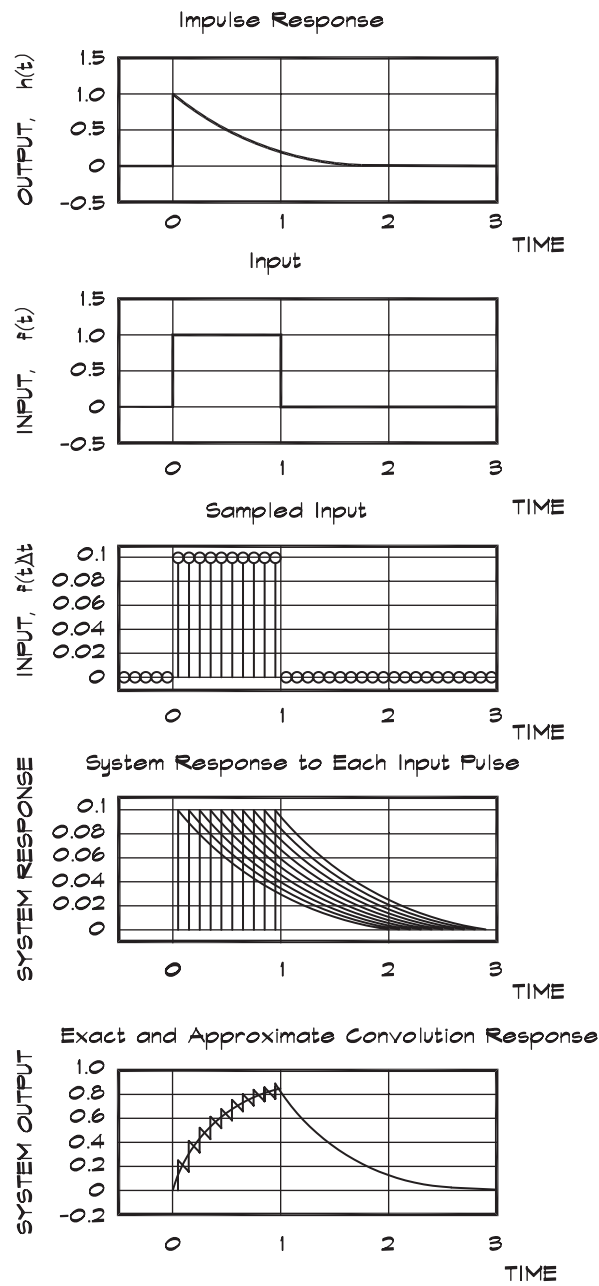 Impulse Response
OUTPUT, h(t)
1.5
1.0
0.5
0
-0.5
0 1 2 3
TIME
Input
INPUT, f(t)
1.5
1.0
0.5
0
-0.5
0 1 2 3
TIME
Sampled Input
INPUT, f(tΔt
0.1
0.08
0.06
0.04
0.02
0
0 1 2 3
TIME
System Response to Each Input Pulse
SYSTEM RESPONSE
0.1
0.08
0.06
0.04
0.02
0
0 1 2 3
TIME
Exact and Approximate Convolution Response
SYSTEM OUTPUT
1.0
0.8
0.6
0.4
0.2
0
-0.2
0 1 2 3
TIME